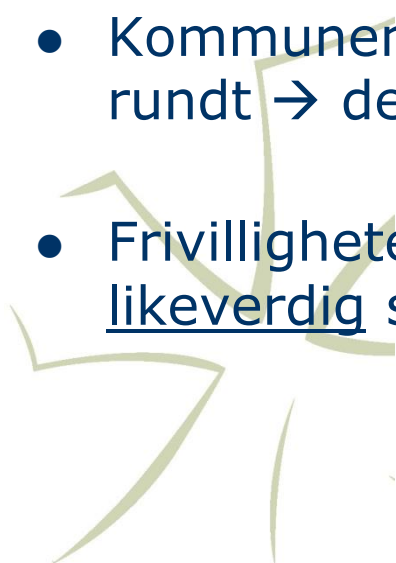 • Kommuner
rundt → de
• Frivillighete
likeverdig s